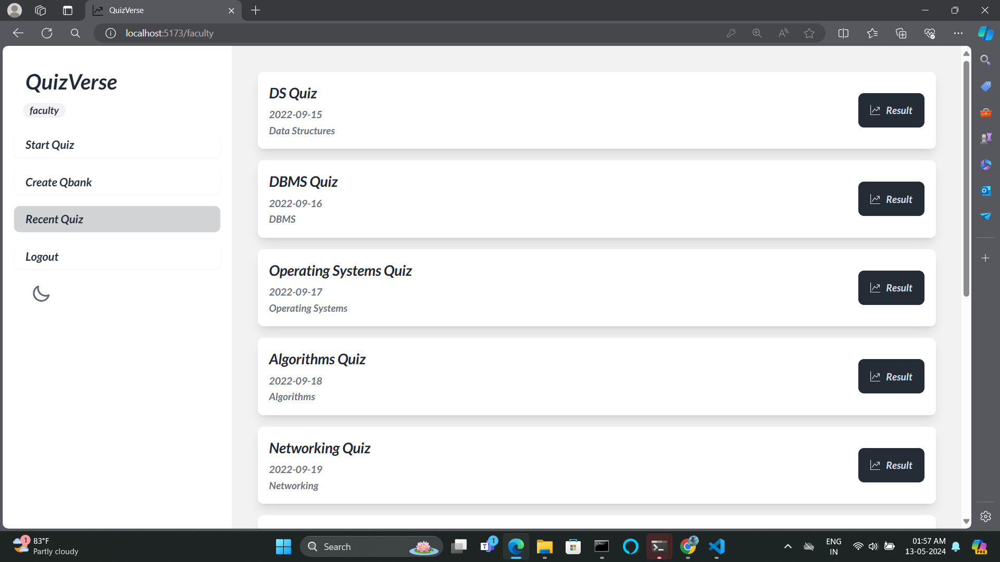 QuizVerse
localhost:5173/faculty
QuizVerse
faculty
Start Quiz
Create Qbank
Recent Quiz
Logout
DS Quiz
2022-09-15
Data Structures
Result
DBMS Quiz
2022-09-16
DBMS
Result
Operating Systems Quiz
2022-09-17
Operating Systems
Result
Algorithms Quiz
2022-09-18
Algorithms
Result
Networking Quiz
2022-09-19
Networking
Result
1
83°F
Partly cloudy
Search
1
ENG
IN
01:57 AM
13-05-2024
PRE